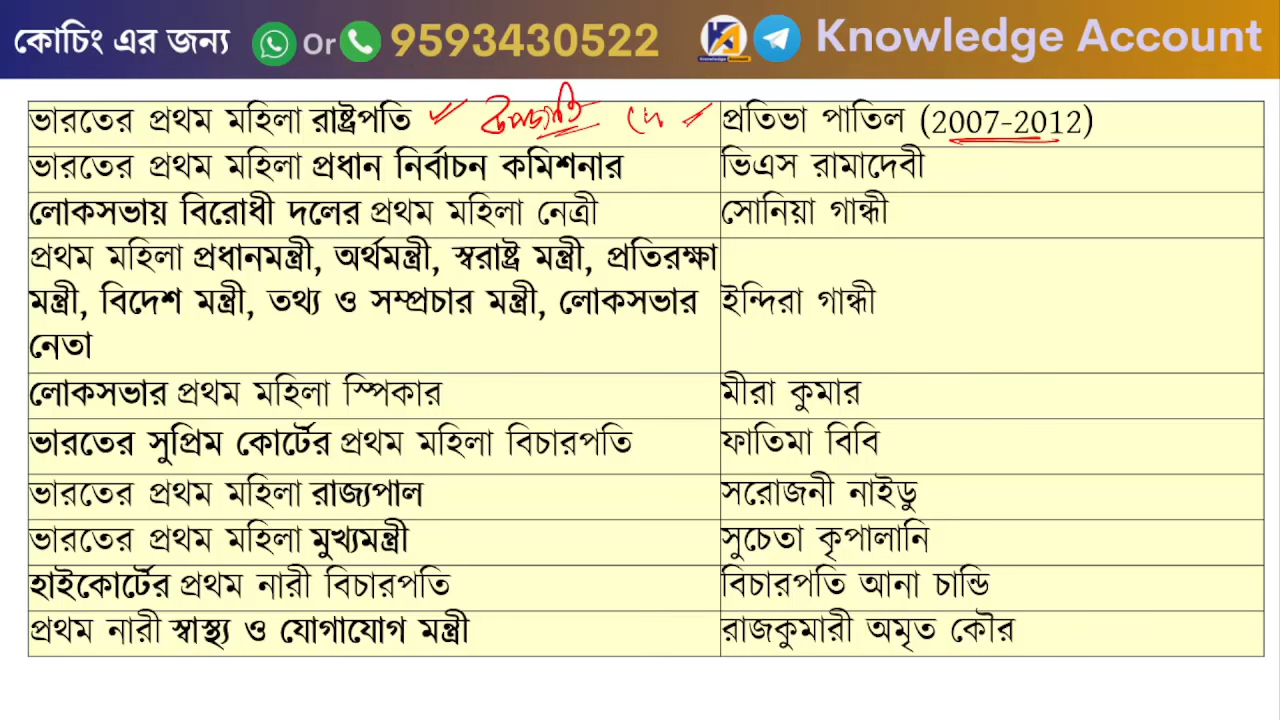 কোচিং এর জন্য Or 9593430522 Knowledge Account
Knowledge Account
ভারতের প্রথম মহিলা রাষ্ট্রপতি উপজাতি প্রতিভা পাতিল (2007-2012)
ভারতের প্রথম মহিলা প্রধান নির্বাচন কমিশনার ভিএস রামাদেবী
লোকসভায় বিরোধী দলের প্রথম মহিলা নেত্রী সোনিয়া গান্ধী
প্রথম মহিলা প্রধানমন্ত্রী, অর্থমন্ত্রী, স্বরাষ্ট্র মন্ত্রী, প্রতিরক্ষা
মন্ত্রী, বিদেশ মন্ত্রী, তথ্য ও সম্প্রচার মন্ত্রী, লোকসভার ইন্দিরা গান্ধী
নেতা
লোকসভার প্রথম মহিলা স্পিকার মীরা কুমার
ভারতের সুপ্রিম কোর্টের প্রথম মহিলা বিচারপতি ফাতিমা বিবি
ভারতের প্রথম মহিলা রাজ্যপাল সরোজনী নাইডু
ভারতের প্রথম মহিলা মুখ্যমন্ত্রী সুচেতা কৃপালানি
হাইকোর্টের প্রথম নারী বিচারপতি বিচারপতি আনা চান্ডি
প্রথম নারী স্বাস্থ্য ও যোগাযোগ মন্ত্রী রাজকুমারী অমৃত কৌর